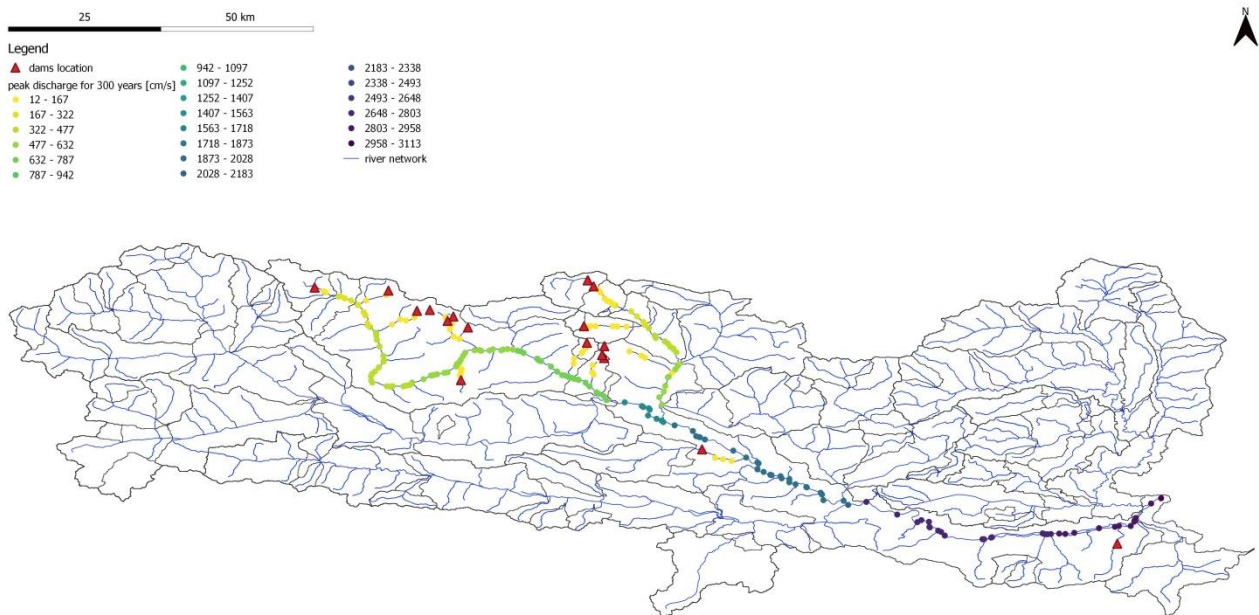 25 50 km
N
Legend
dams location
peak discharge for 300 years [cm/s]
12 - 167
167 - 322
322 - 477
477 - 632
632 - 787
787 - 942
942 - 1097
1097 - 1252
1252 - 1407
1407 - 1563
1563 - 1718
1718 - 1873
1873 - 2028
2028 - 2183
2183 - 2338
2338 - 2493
2493 - 2648
2648 - 2803
2803 - 2958
2958 - 3113
river network